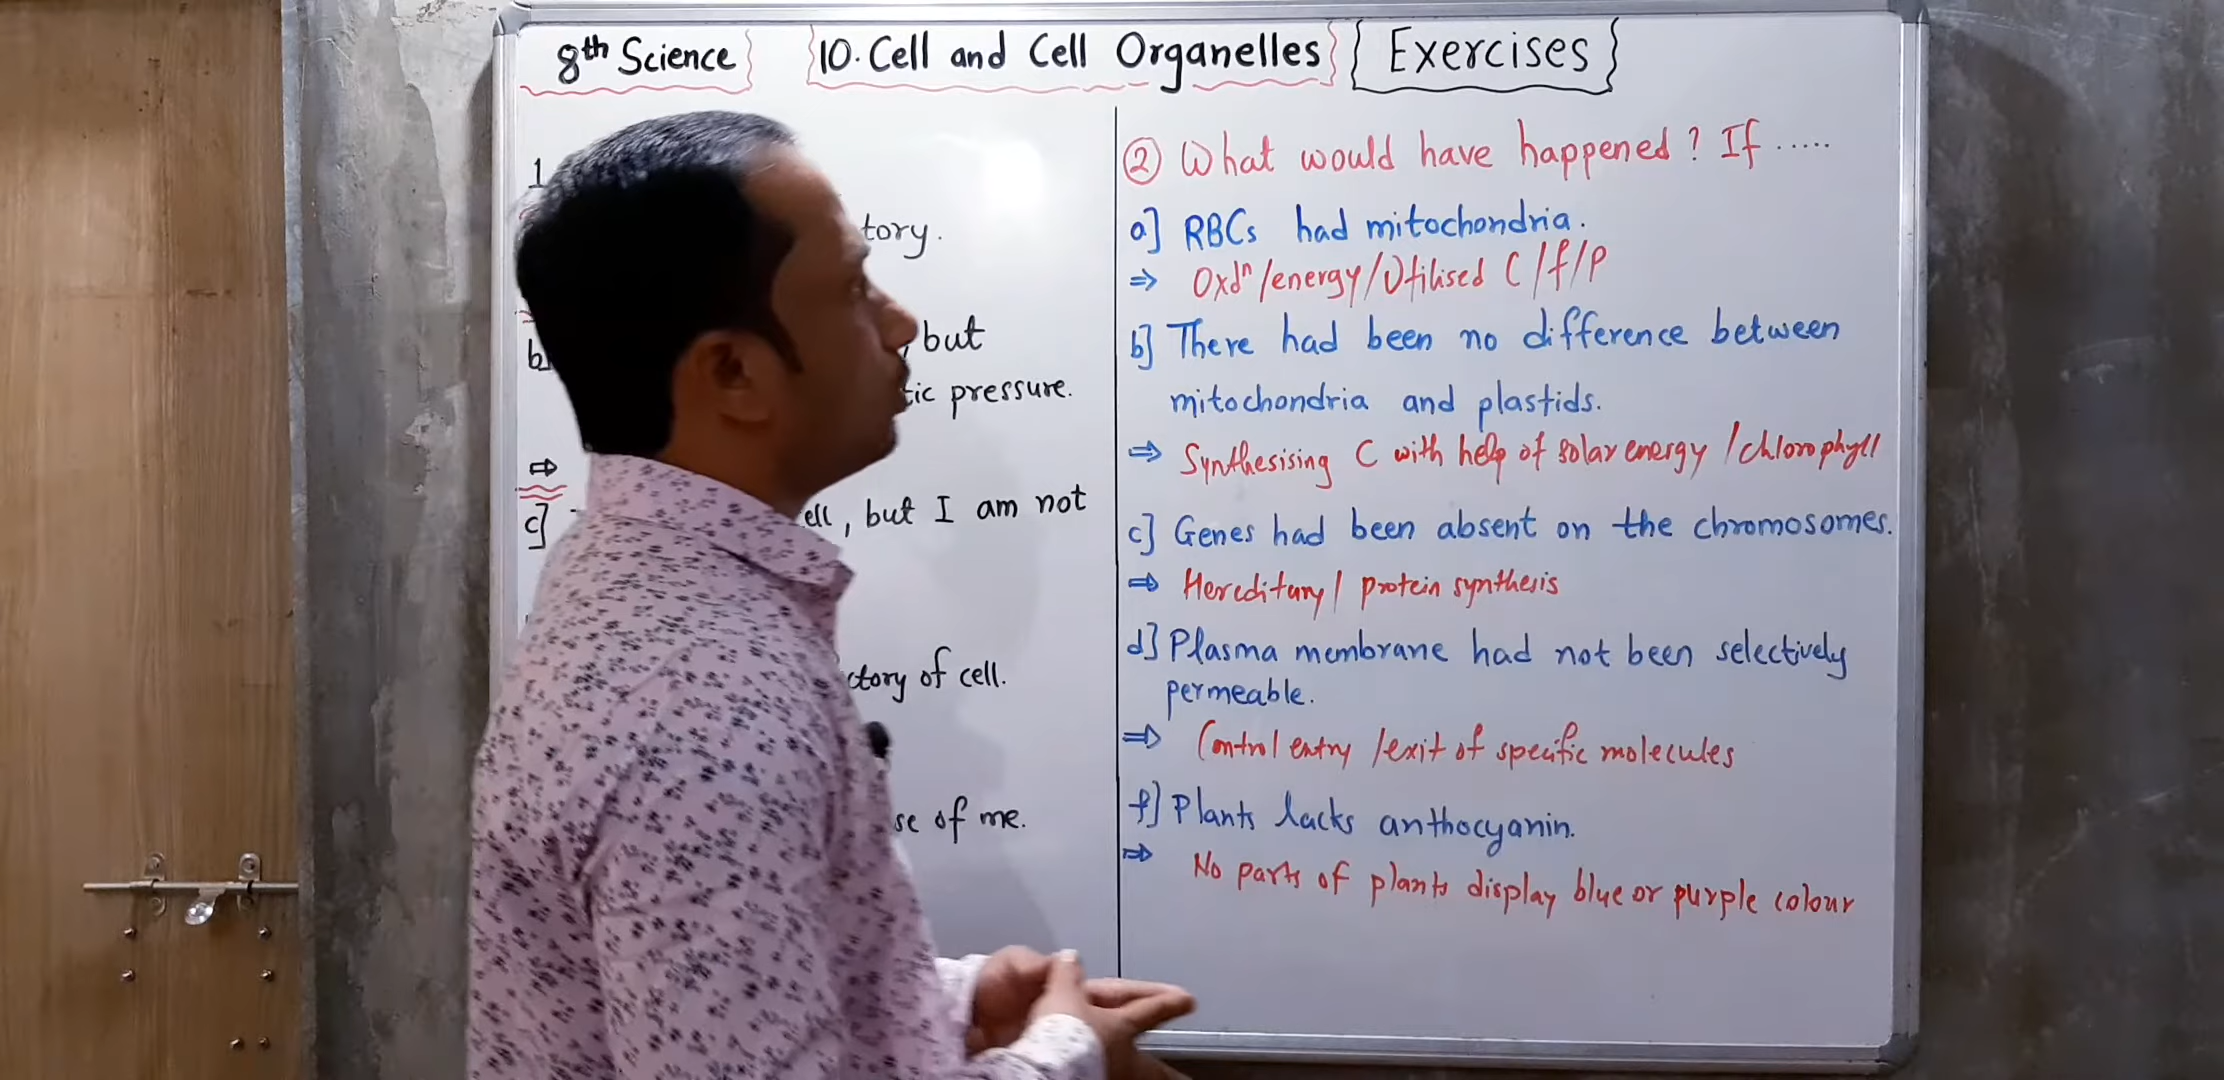 8th Science
10. Cell and Cell Organelles
Exercises
1
tory.
b]
, but
tic pressure.
⇒
c]
ell, but I am not
ctory of cell.
se of me.
② What would have happened? If .....
a] RBCs had mitochondria.
⇒ Oxdⁿ/energy/Utilised C/f/P
b] There had been no difference between
mitochondria and plastids.
⇒ Synthesising C with help of solar energy/chlorophyll
c] Genes had been absent on the chromosomes.
⇒ Hereditary/ protein synthesis
d] Plasma membrane had not been selectively
permeable.
⇒ Control entry/exit of specific molecules
f] Plants lacks anthocyanin.
⇒ No parts of plants display blue or purple colour